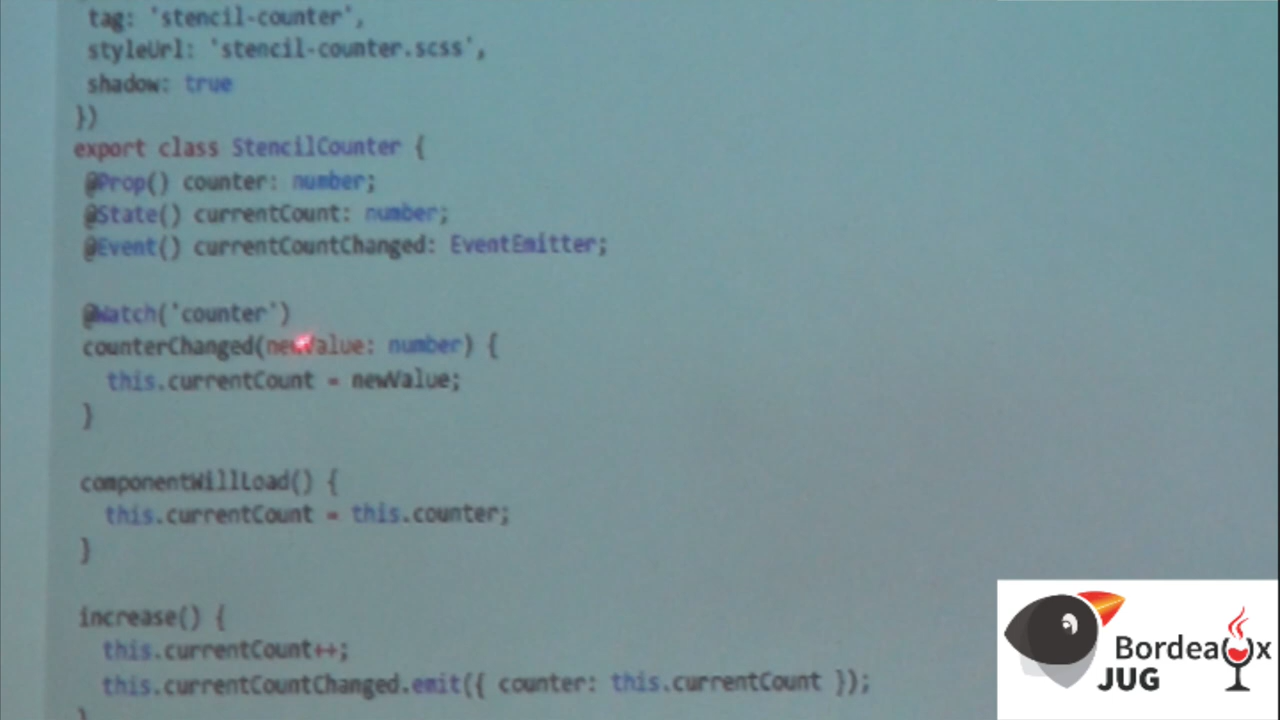 tag: 'stencil-counter',
styleUrl: 'stencil-counter.scss',
shadow: true
})
export class StencilCounter {
@Prop() counter: number;
@State() currentCount: number;
@Event() currentCountChanged: EventEmitter;
@Watch('counter')
counterChanged(newValue: number) {
this.currentCount = newValue;
}
componentWillLoad() {
this.currentCount = this.counter;
}
increase() {
this.currentCount++;
this.currentCountChanged.emit({ counter: this.currentCount });
}
Bordeaux
JUG